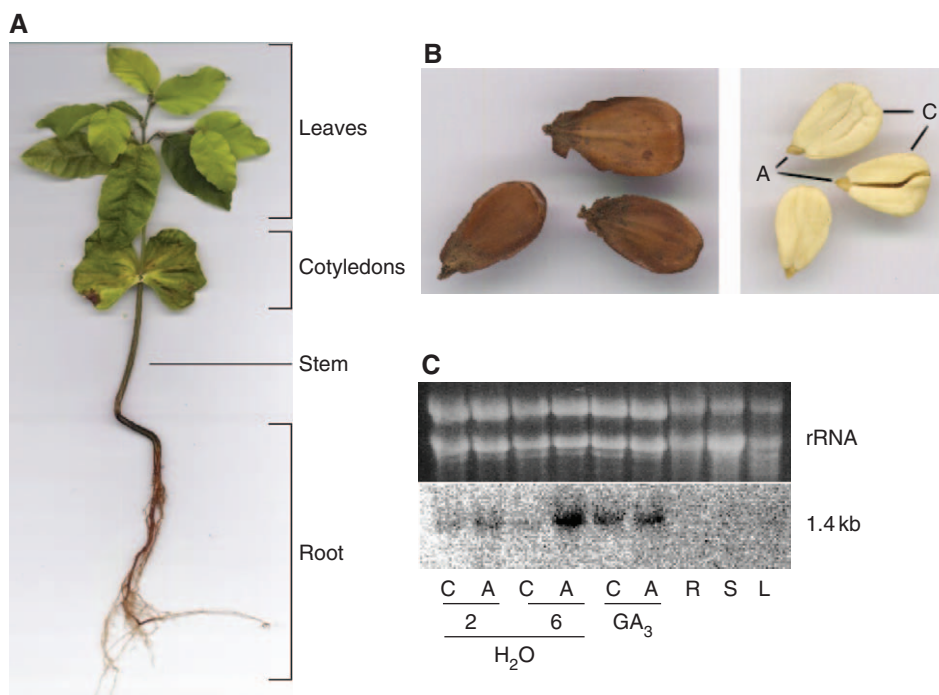 A
Leaves
Cotyledons
Stem
Root
B
C
A
C
rRNA
1.4 kb
C A C A C A R S L
2 6 GA₃
H₂O